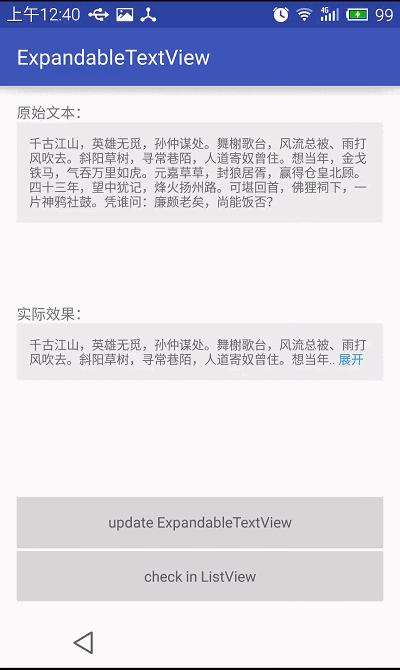 上午12:40 4G 99
ExpandableTextView
原始文本：
千古江山，英雄无觅，孙仲谋处。舞榭歌台，风流总被、雨打
风吹去。斜阳草树，寻常巷陌，人道寄奴曾住。想当年，金戈
铁马，气吞万里如虎。元嘉草草，封狼居胥，赢得仓皇北顾。
四十三年，望中犹记，烽火扬州路。可堪回首，佛狸祠下，一
片神鸦社鼓。凭谁问：廉颇老矣，尚能饭否？
实际效果：
千古江山，英雄无觅，孙仲谋处。舞榭歌台，风流总被、雨打
风吹去。斜阳草树，寻常巷陌，人道寄奴曾住。想当年.. 展开
update ExpandableTextView
check in ListView